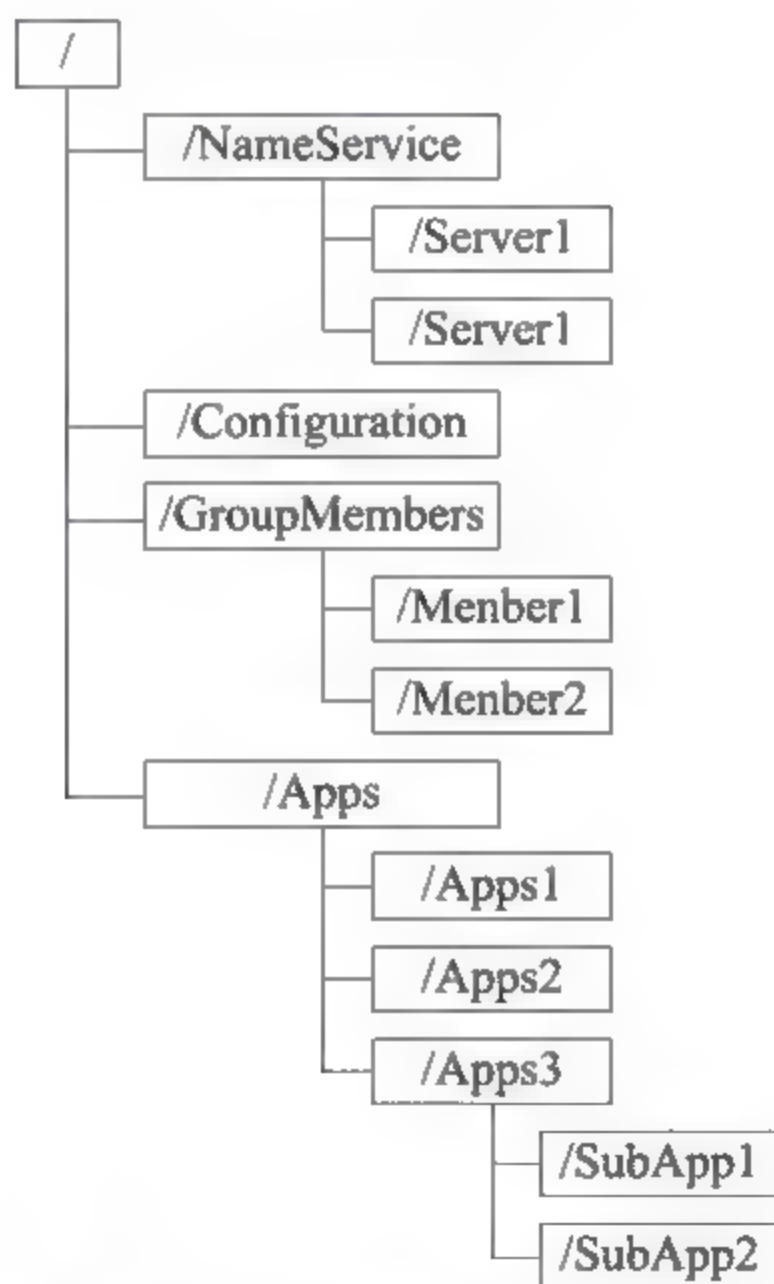 /
/NameService
/Server1
/Server1
/Configuration
/GroupMembers
/Menber1
/Menber2
/Apps
/Apps1
/Apps2
/Apps3
/SubApp1
/SubApp2